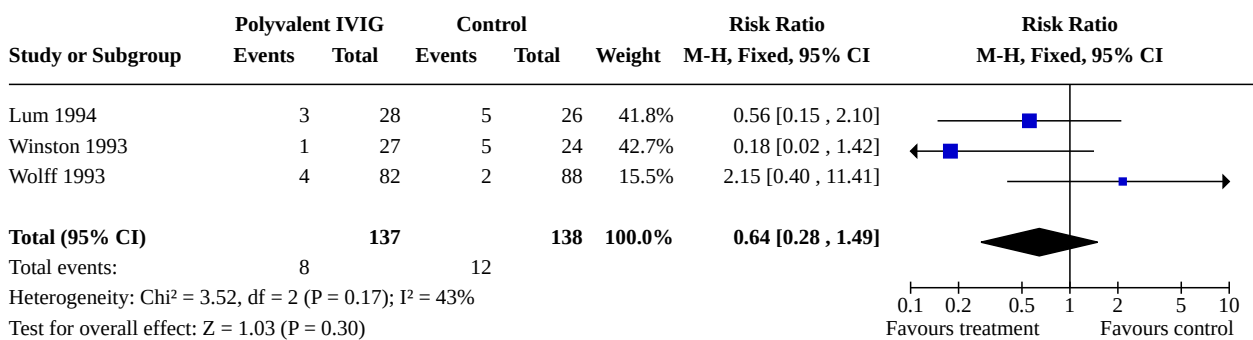 Polyvalent IVIG Control Risk Ratio Risk Ratio
Study or Subgroup Events Total Events Total Weight M-H, Fixed, 95% CI M-H, Fixed, 95% CI
Lum 1994 3 28 5 26 41.8% 0.56 [0.15 , 2.10]
Winston 1993 1 27 5 24 42.7% 0.18 [0.02 , 1.42]
Wolff 1993 4 82 2 88 15.5% 2.15 [0.40 , 11.41]
Total (95% CI) 137 138 100.0% 0.64 [0.28 , 1.49]
Total events: 8 12
Heterogeneity: Chi² = 3.52, df = 2 (P = 0.17); I² = 43%
0.1 0.2 0.5 1 2 5 10
Test for overall effect: Z = 1.03 (P = 0.30)
Favours treatment Favours control